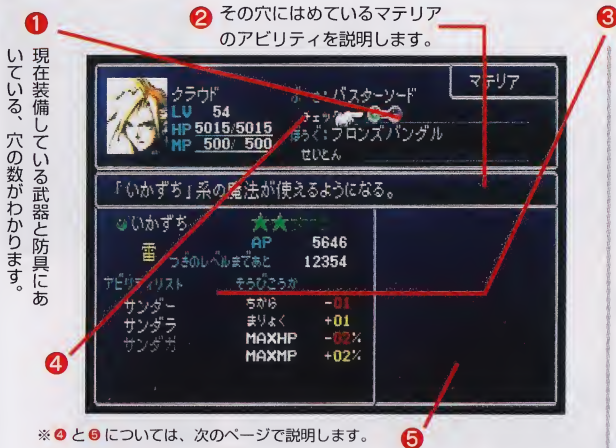 ❶
❷ その穴にはめているマテリア
のアビリティを説明します。
❸
現在装備している武器と防具にあ
いている、穴の数がわかります。
マテリア
クラウド
LV 54
HP 5015/5015
MP 500/ 500
ぶき:バスターソード
チェック
ぼうぐ:ブロンズバングル
せいとん
「いかずち」系の魔法が使えるようになる。
いかずち ★★
雷
AP 5646
つぎのレベルまであと 12354
アビリティリスト そうびこうか
サンダー ちから -01
サンダラ まりょく +01
サンダガ MAXHP -02%
MAXMP +02%
❹
❺
※❹と❺については、次のページで説明します。